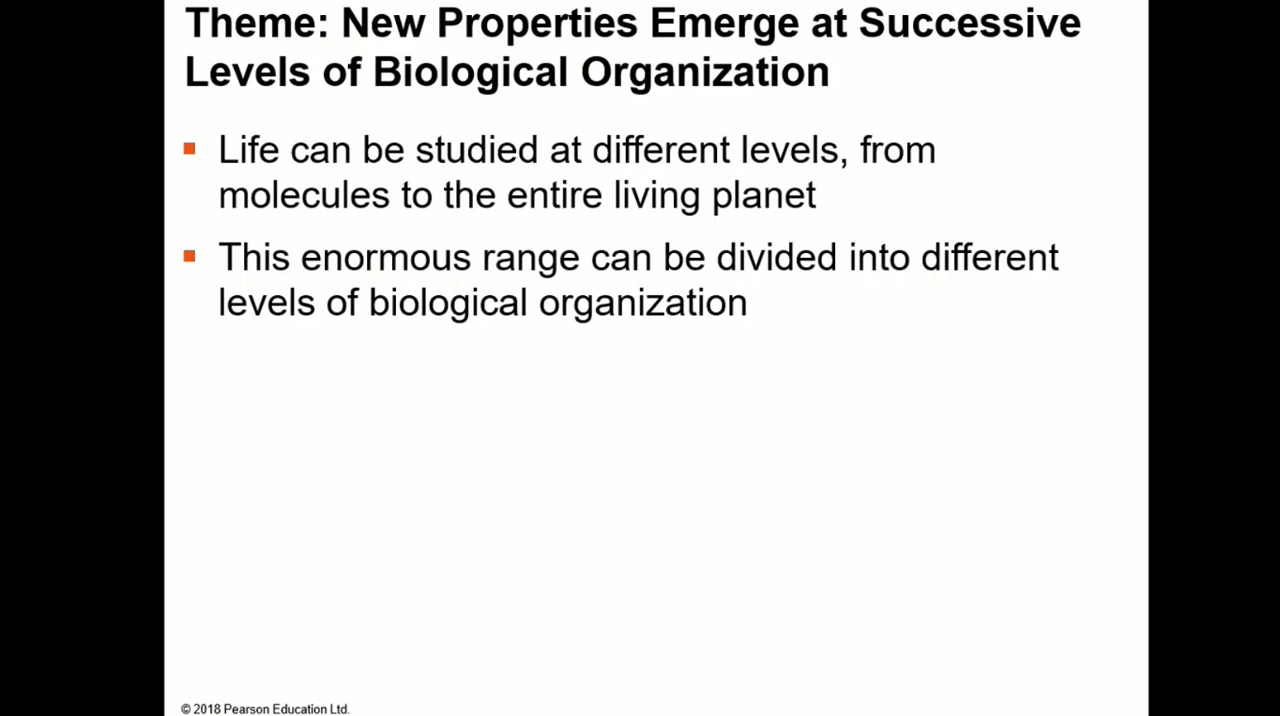 Theme: New Properties Emerge at Successive
Levels of Biological Organization
Life can be studied at different levels, from
molecules to the entire living planet
This enormous range can be divided into different
levels of biological organization
© 2018 Pearson Education Ltd.